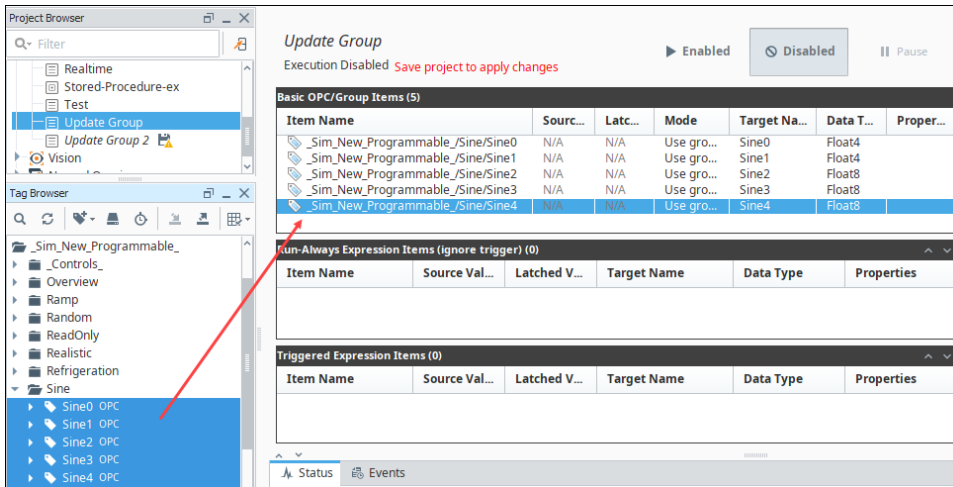 Project Browser
Filter
Realtime
Stored-Procedure-ex
Test
Update Group
Update Group 2
Vision
Tag Browser
_Sim_New_Programmable_
_Controls_
Overview
Ramp
Random
ReadOnly
Realistic
Refrigeration
Sine
Sine0 OPC
Sine1 OPC
Sine2 OPC
Sine3 OPC
Sine4 OPC
Update Group
Execution Disabled Save project to apply changes
Enabled Disabled Pause
Basic OPC/Group Items (5)
Item Name Sourc... Latc... Mode Target Na... Data T... Proper...
_Sim_New_Programmable_/Sine/Sine0 N/A N/A Use gro... Sine0 Float4
_Sim_New_Programmable_/Sine/Sine1 N/A N/A Use gro... Sine1 Float4
_Sim_New_Programmable_/Sine/Sine2 N/A N/A Use gro... Sine2 Float8
_Sim_New_Programmable_/Sine/Sine3 N/A N/A Use gro... Sine3 Float8
_Sim_New_Programmable_/Sine/Sine4 N/A N/A Use gro... Sine4 Float8
Run-Always Expression Items (ignore trigger) (0)
Item Name Source Val... Latched V... Target Name Data Type Properties
Triggered Expression Items (0)
Item Name Source Val... Latched V... Target Name Data Type Properties
Status Events